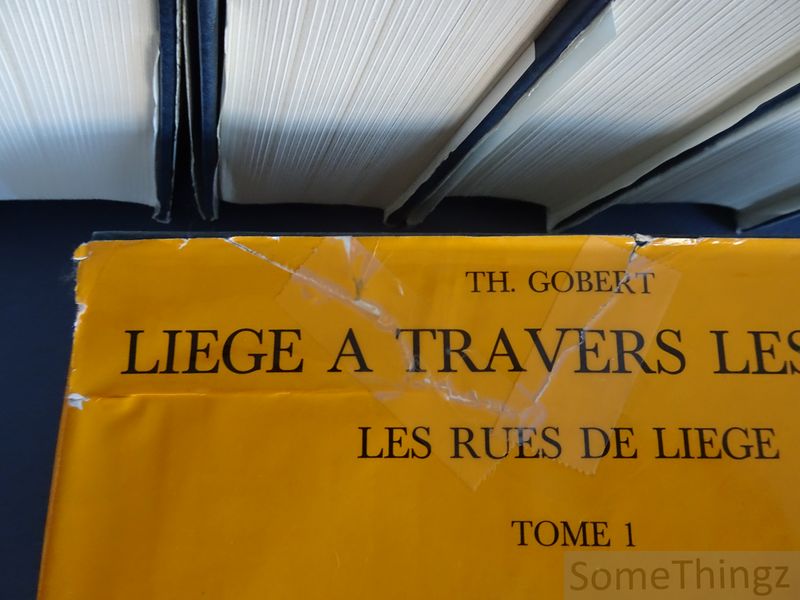 TH. GOBERT
LIEGE A TRAVERS LES
LES RUES DE LIEGE
TOME 1
SomeThingz